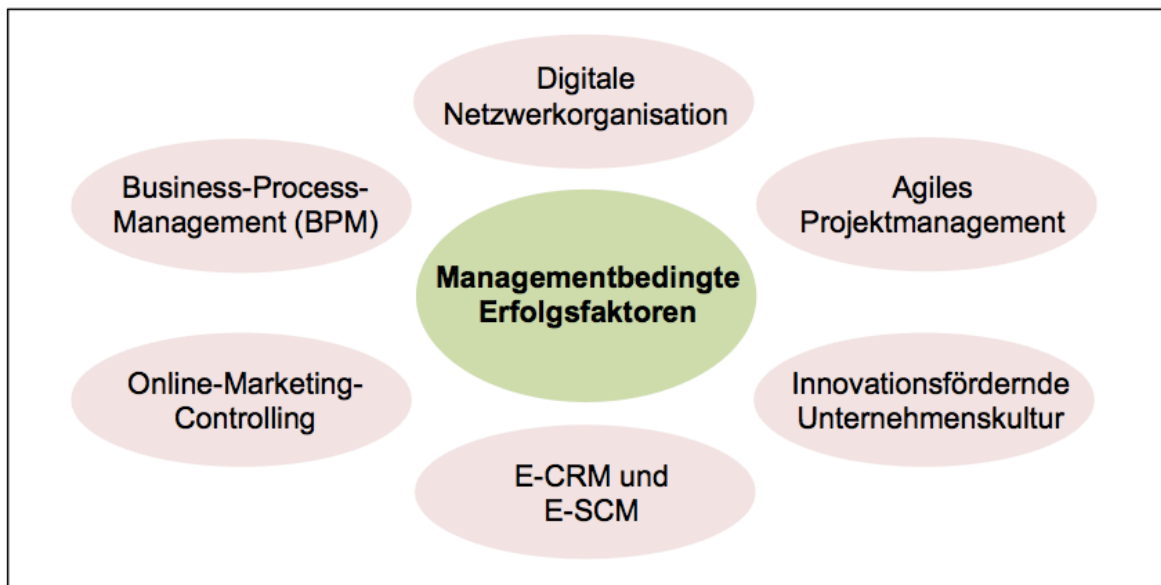 Digitale
Netzwerkorganisation
Business-Process-
Management (BPM)
Agiles
Projektmanagement
Managementbedingte
Erfolgsfaktoren
Online-Marketing-
Controlling
Innovationsfördernde
Unternehmenskultur
E-CRM und
E-SCM